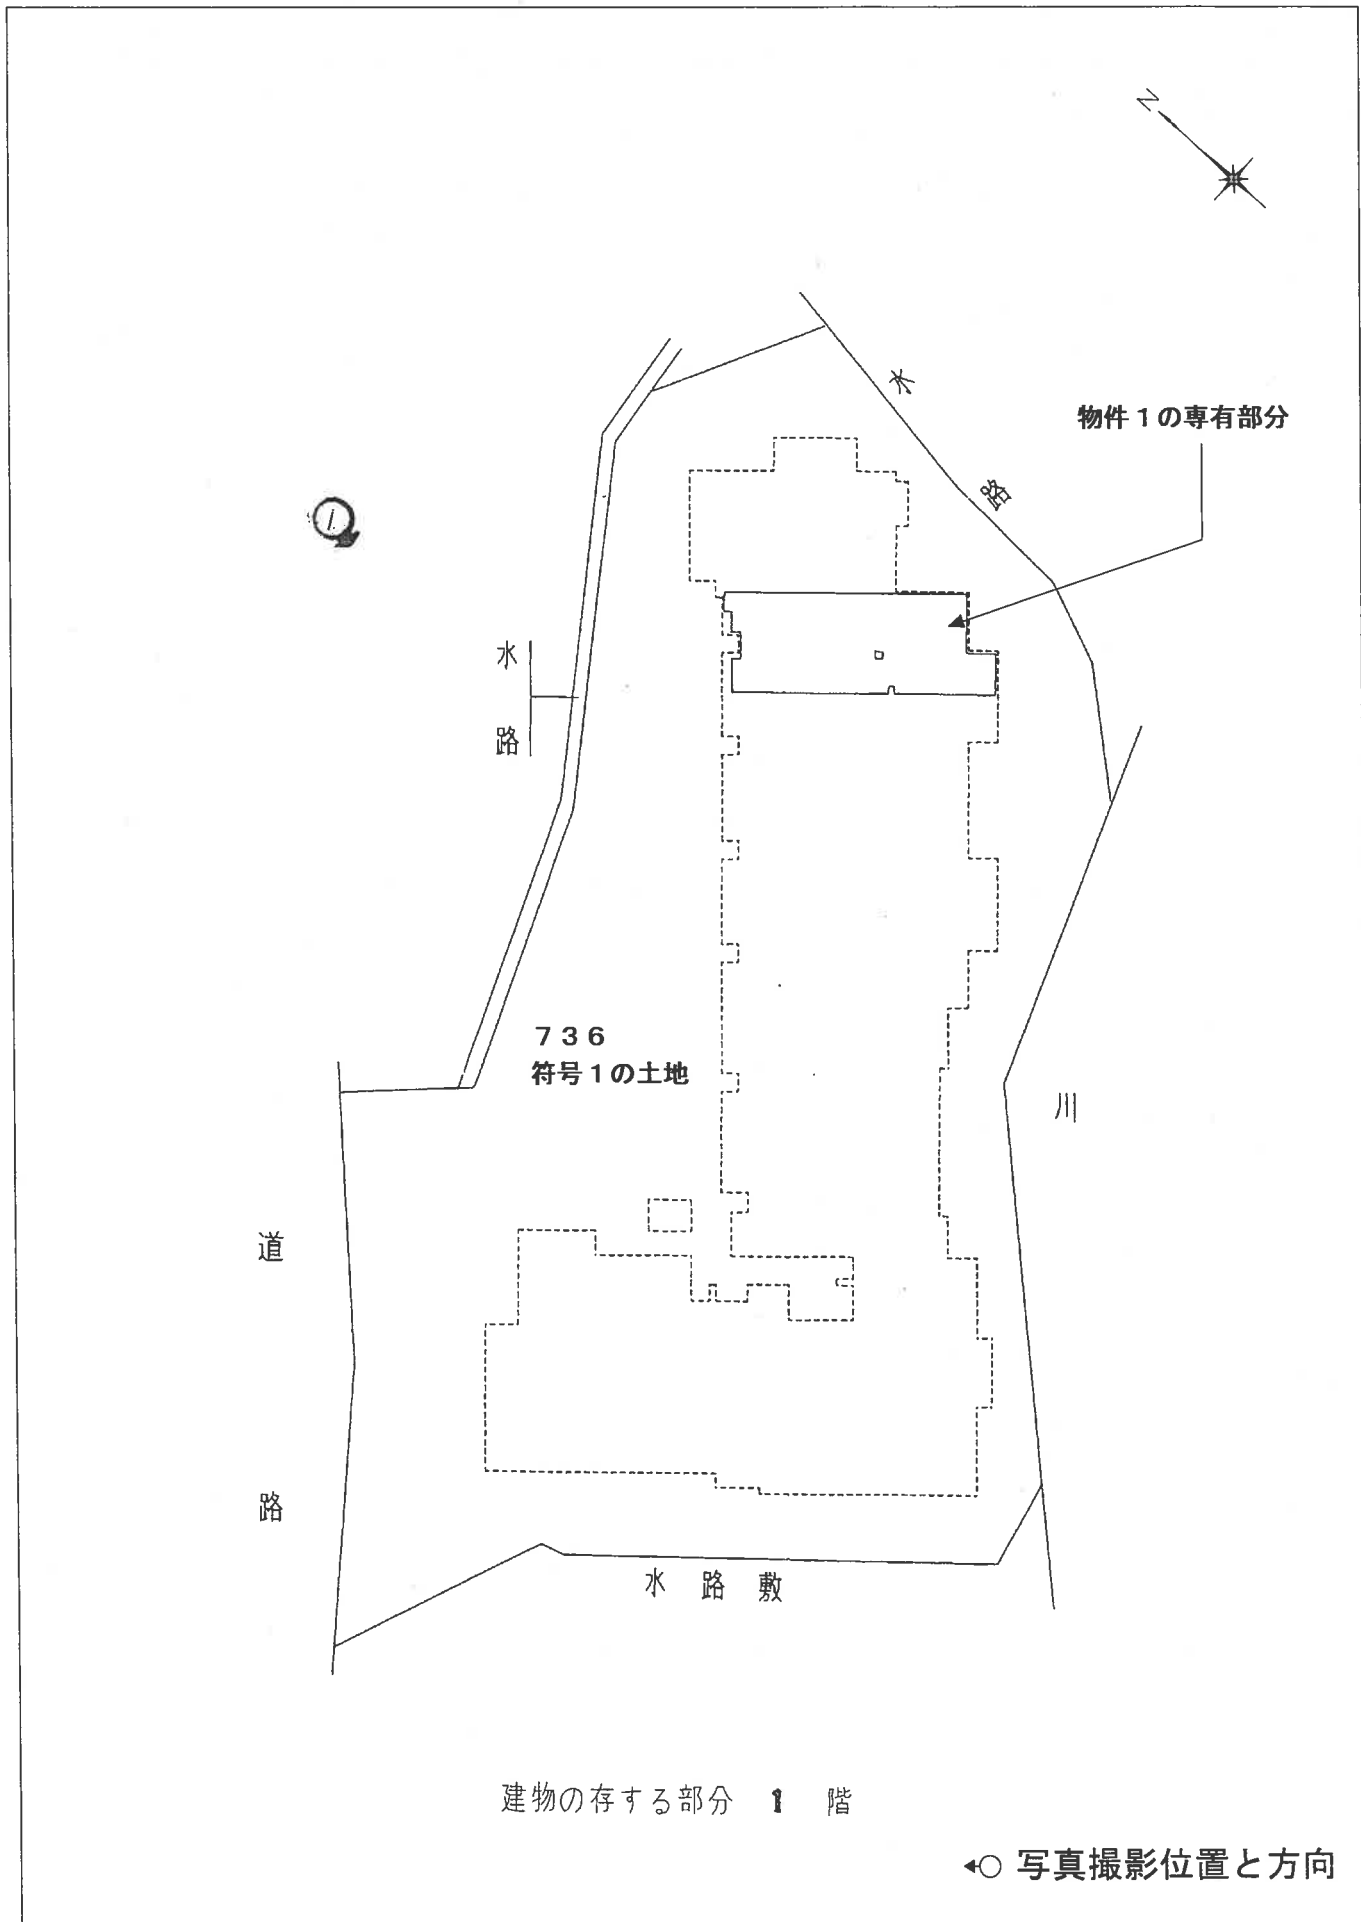 N
水路
物件１の専有部分
1
水路
７３６
符号１の土地
川
道路
水路敷
建物の存する部分 1 階
写真撮影位置と方向